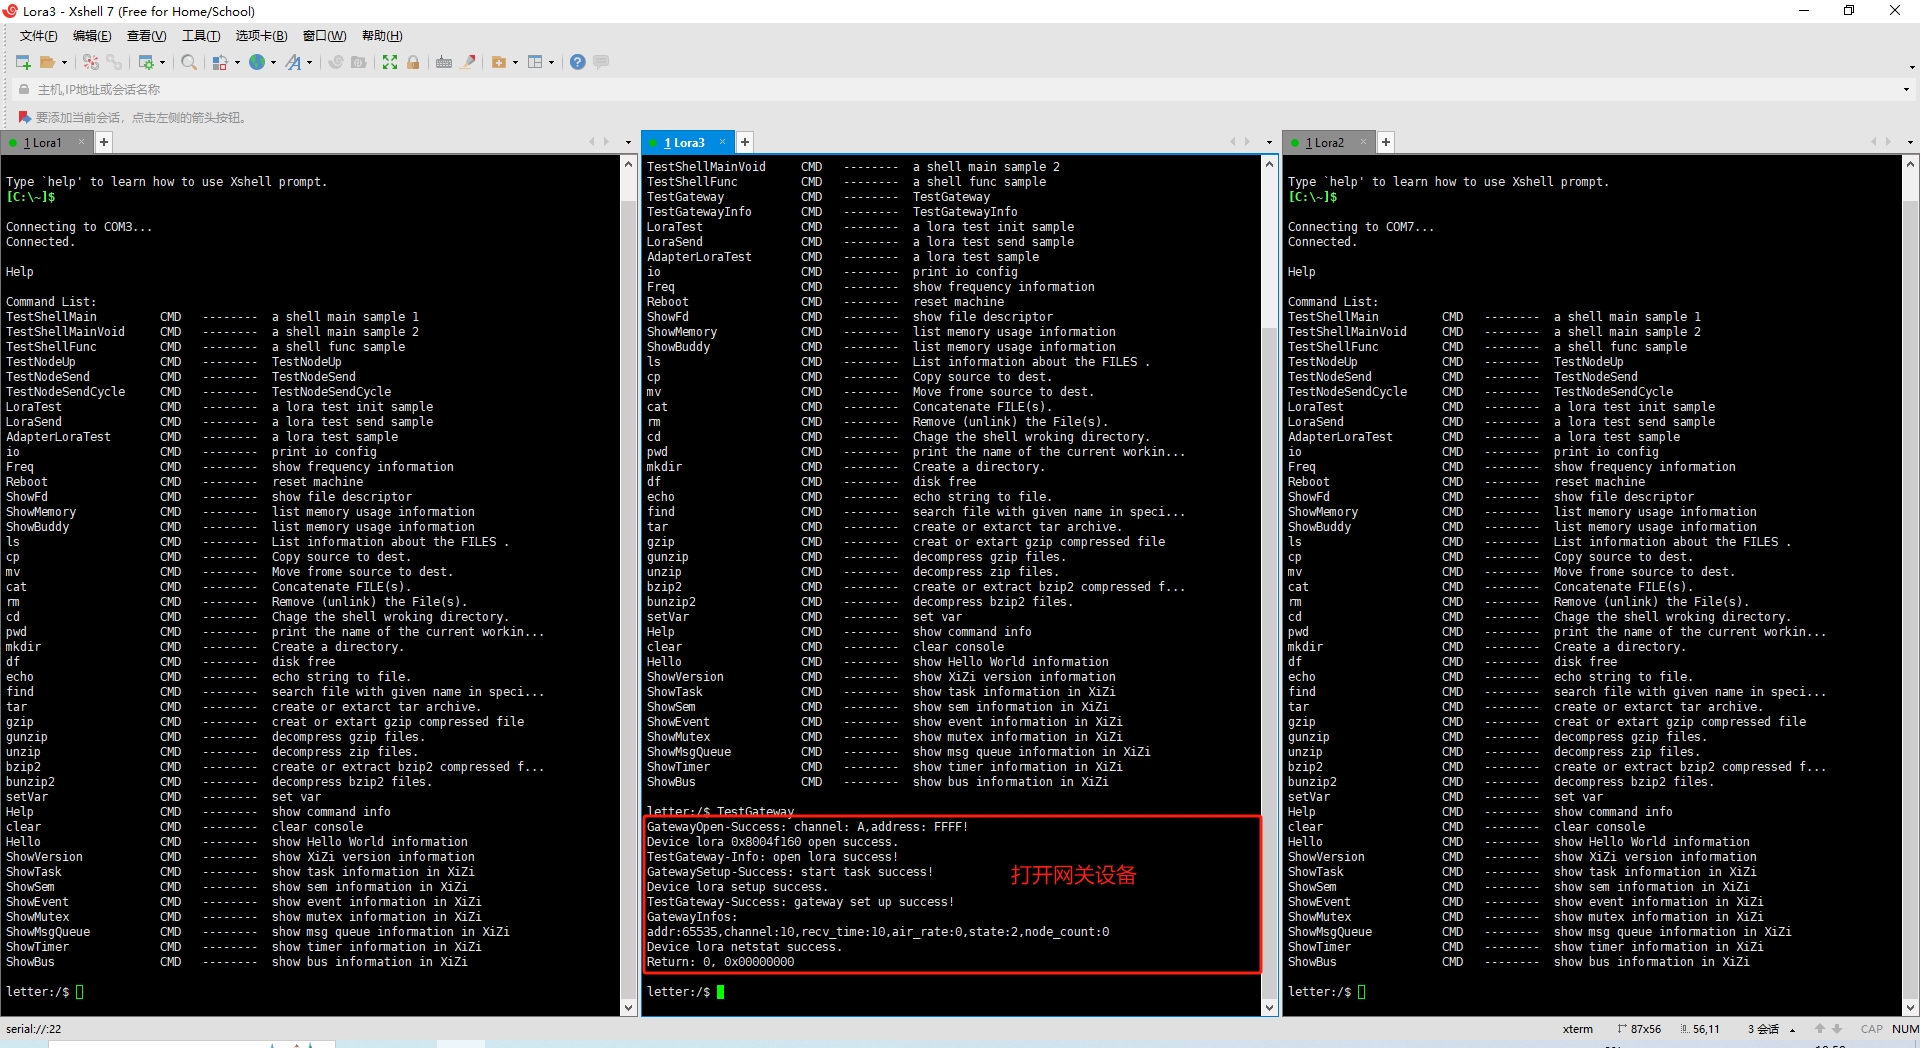 Lora3 - Xshell 7 (Free for Home/School)
文件(F) 编辑(E) 查看(V) 工具(T) 选项卡(B) 窗口(W) 帮助(H)
主机,IP地址或会话名称
要添加当前会话，点击左侧的箭头按钮。
1 Lora1 × +
Type `help' to learn how to use Xshell prompt.
[C:\~]$
Connecting to COM3...
Connected.
Help
Command List:
TestShellMain CMD -------- a shell main sample 1
TestShellMainVoid CMD -------- a shell main sample 2
TestShellFunc CMD -------- a shell func sample
TestNodeUp CMD -------- TestNodeUp
TestNodeSend CMD -------- TestNodeSend
TestNodeSendCycle CMD -------- TestNodeSendCycle
LoraTest CMD -------- a lora test init sample
LoraSend CMD -------- a lora test send sample
AdapterLoraTest CMD -------- a lora test sample
io CMD -------- print io config
Freq CMD -------- show frequency information
Reboot CMD -------- reset machine
ShowFd CMD -------- show file descriptor
ShowMemory CMD -------- list memory usage information
ShowBuddy CMD -------- list memory usage information
ls CMD -------- List information about the FILES .
cp CMD -------- Copy source to dest.
mv CMD -------- Move frome source to dest.
cat CMD -------- Concatenate FILE(s).
rm CMD -------- Remove (unlink) the File(s).
cd CMD -------- Chage the shell wroking directory.
pwd CMD -------- print the name of the current workin...
mkdir CMD -------- Create a directory.
df CMD -------- disk free
echo CMD -------- echo string to file.
find CMD -------- search file with given name in speci...
tar CMD -------- create or extarct tar archive.
gzip CMD -------- creat or extart gzip compressed file
gunzip CMD -------- decompress gzip files.
unzip CMD -------- decompress zip files.
bzip2 CMD -------- create or extract bzip2 compressed f...
bunzip2 CMD -------- decompress bzip2 files.
setVar CMD -------- set var
Help CMD -------- show command info
clear CMD -------- clear console
Hello CMD -------- show Hello World information
ShowVersion CMD -------- show XiZi version information
ShowTask CMD -------- show task information in XiZi
ShowSem CMD -------- show sem information in XiZi
ShowEvent CMD -------- show event information in XiZi
ShowMutex CMD -------- show mutex information in XiZi
ShowMsgQueue CMD -------- show msg queue information in XiZi
ShowTimer CMD -------- show timer information in XiZi
ShowBus CMD -------- show bus information in XiZi
letter:/$
1 Lora3 × +
TestShellMainVoid CMD -------- a shell main sample 2
TestShellFunc CMD -------- a shell func sample
TestGateway CMD -------- TestGateway
TestGatewayInfo CMD -------- TestGatewayInfo
LoraTest CMD -------- a lora test init sample
LoraSend CMD -------- a lora test send sample
AdapterLoraTest CMD -------- a lora test sample
io CMD -------- print io config
Freq CMD -------- show frequency information
Reboot CMD -------- reset machine
ShowFd CMD -------- show file descriptor
ShowMemory CMD -------- list memory usage information
ShowBuddy CMD -------- list memory usage information
ls CMD -------- List information about the FILES .
cp CMD -------- Copy source to dest.
mv CMD -------- Move frome source to dest.
cat CMD -------- Concatenate FILE(s).
rm CMD -------- Remove (unlink) the File(s).
cd CMD -------- Chage the shell wroking directory.
pwd CMD -------- print the name of the current workin...
mkdir CMD -------- Create a directory.
df CMD -------- disk free
echo CMD -------- echo string to file.
find CMD -------- search file with given name in speci...
tar CMD -------- create or extarct tar archive.
gzip CMD -------- creat or extart gzip compressed file
gunzip CMD -------- decompress gzip files.
unzip CMD -------- decompress zip files.
bzip2 CMD -------- create or extract bzip2 compressed f...
bunzip2 CMD -------- decompress bzip2 files.
setVar CMD -------- set var
Help CMD -------- show command info
clear CMD -------- clear console
Hello CMD -------- show Hello World information
ShowVersion CMD -------- show XiZi version information
ShowTask CMD -------- show task information in XiZi
ShowSem CMD -------- show sem information in XiZi
ShowEvent CMD -------- show event information in XiZi
ShowMutex CMD -------- show mutex information in XiZi
ShowMsgQueue CMD -------- show msg queue information in XiZi
ShowTimer CMD -------- show timer information in XiZi
ShowBus CMD -------- show bus information in XiZi
letter:/$ TestGateway
GatewayOpen-Success: channel: A,address: FFFF!
Device lora 0x8004f160 open success.
TestGateway-Info: open lora success!
GatewaySetup-Success: start task success!
打开网关设备
Device lora setup success.
TestGateway-Success: gateway set up success!
GatewayInfos:
addr:65535,channel:10,recv_time:10,air_rate:0,state:2,node_count:0
Device lora netstat success.
Return: 0, 0x00000000
letter:/$
1 Lora2 × +
Type `help' to learn how to use Xshell prompt.
[C:\~]$
Connecting to COM7...
Connected.
Help
Command List:
TestShellMain CMD -------- a shell main sample 1
TestShellMainVoid CMD -------- a shell main sample 2
TestShellFunc CMD -------- a shell func sample
TestNodeUp CMD -------- TestNodeUp
TestNodeSend CMD -------- TestNodeSend
TestNodeSendCycle CMD -------- TestNodeSendCycle
LoraTest CMD -------- a lora test init sample
LoraSend CMD -------- a lora test send sample
AdapterLoraTest CMD -------- a lora test sample
io CMD -------- print io config
Freq CMD -------- show frequency information
Reboot CMD -------- reset machine
ShowFd CMD -------- show file descriptor
ShowMemory CMD -------- list memory usage information
ShowBuddy CMD -------- list memory usage information
ls CMD -------- List information about the FILES .
cp CMD -------- Copy source to dest.
mv CMD -------- Move frome source to dest.
cat CMD -------- Concatenate FILE(s).
rm CMD -------- Remove (unlink) the File(s).
cd CMD -------- Chage the shell wroking directory.
pwd CMD -------- print the name of the current workin...
mkdir CMD -------- Create a directory.
df CMD -------- disk free
echo CMD -------- echo string to file.
find CMD -------- search file with given name in speci...
tar CMD -------- create or extarct tar archive.
gzip CMD -------- creat or extart gzip compressed file
gunzip CMD -------- decompress gzip files.
unzip CMD -------- decompress zip files.
bzip2 CMD -------- create or extract bzip2 compressed f...
bunzip2 CMD -------- decompress bzip2 files.
setVar CMD -------- set var
Help CMD -------- show command info
clear CMD -------- clear console
Hello CMD -------- show Hello World information
ShowVersion CMD -------- show XiZi version information
ShowTask CMD -------- show task information in XiZi
ShowSem CMD -------- show sem information in XiZi
ShowEvent CMD -------- show event information in XiZi
ShowMutex CMD -------- show mutex information in XiZi
ShowMsgQueue CMD -------- show msg queue information in XiZi
ShowTimer CMD -------- show timer information in XiZi
ShowBus CMD -------- show bus information in XiZi
letter:/$
serial://:22 xterm 87x56 56,11 3 会话 CAP NUM